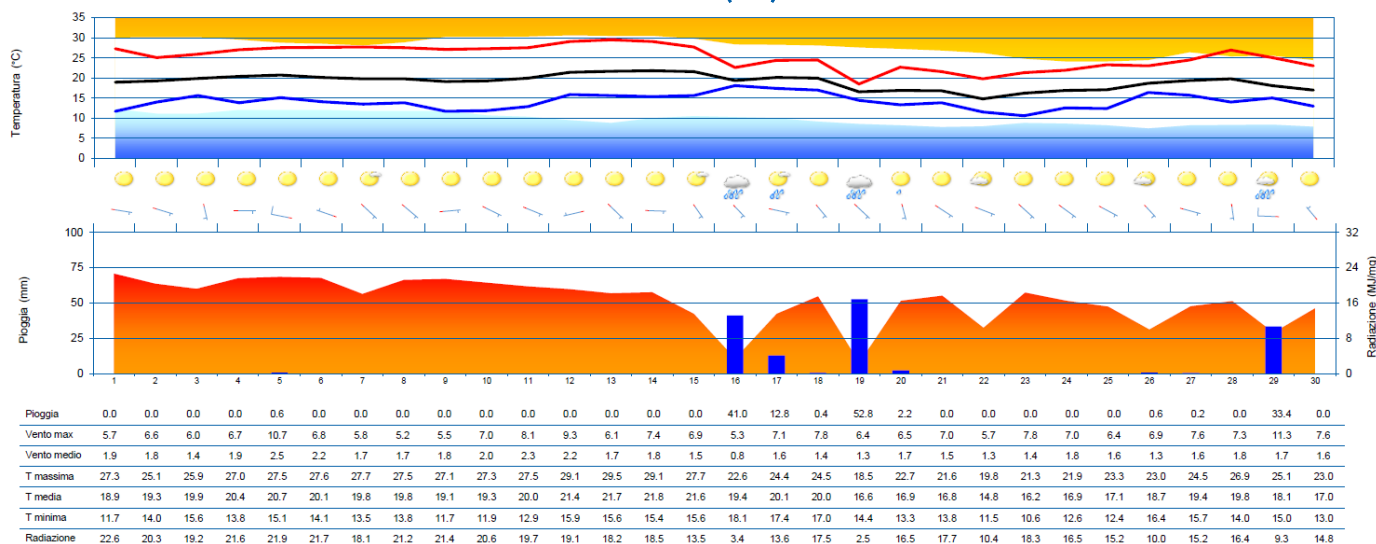 35
30
25
20
15
10
5
0
Temperatura (°C)
100 32
75 24
50 16
25 8
0 0
Pioggia (mm)
Radiazione (MJ/mq)
1 2 3 4 5 6 7 8 9 10 11 12 13 14 15 16 17 18 19 20 21 22 23 24 25 26 27 28 29 30
Pioggia 0.0 0.0 0.0 0.0 0.6 0.0 0.0 0.0 0.0 0.0 0.0 0.0 0.0 0.0 0.0 41.0 12.8 0.4 52.8 2.2 0.0 0.0 0.0 0.0 0.0 0.6 0.2 0.0 33.4 0.0
Vento max 5.7 6.6 6.0 6.7 10.7 6.8 5.8 5.2 5.5 7.0 8.1 9.3 6.1 7.4 6.9 5.3 7.1 7.8 6.4 6.5 7.0 5.7 7.8 7.0 6.4 6.9 7.6 7.3 11.3 7.6
Vento medio 1.9 1.8 1.4 1.9 2.5 2.2 1.7 1.7 1.8 2.0 2.3 2.2 1.7 1.8 1.5 0.8 1.6 1.4 1.3 1.7 1.5 1.3 1.4 1.8 1.6 1.3 1.6 1.8 1.7 1.6
T massima 27.3 25.1 25.9 27.0 27.5 27.6 27.7 27.5 27.1 27.3 27.5 29.1 29.5 29.1 27.7 22.6 24.4 24.5 18.5 22.7 21.6 19.8 21.3 21.9 23.3 23.0 24.5 26.9 25.1 23.0
T media 18.9 19.3 19.9 20.4 20.7 20.1 19.8 19.8 19.1 19.3 20.0 21.4 21.7 21.8 21.6 19.4 20.1 20.0 16.6 16.9 16.8 14.8 16.2 16.9 17.1 18.7 19.4 19.8 18.1 17.0
T minima 11.7 14.0 15.6 13.8 15.1 14.1 13.5 13.8 11.7 11.9 12.9 15.9 15.6 15.4 15.6 18.1 17.4 17.0 14.4 13.3 13.8 11.5 10.6 12.6 12.4 16.4 15.7 14.0 15.0 13.0
Radiazione 22.6 20.3 19.2 21.6 21.9 21.7 18.1 21.2 21.4 20.6 19.7 19.1 18.2 18.5 13.5 3.4 13.6 17.5 2.5 16.5 17.7 10.4 18.3 16.5 15.2 10.0 15.2 16.4 9.3 14.8